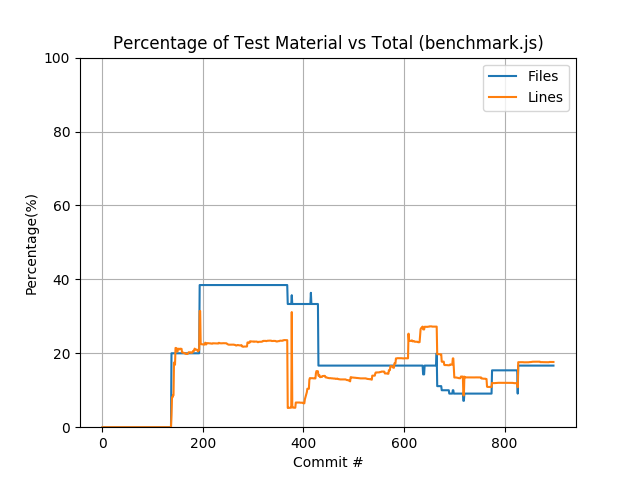 Percentage of Test Material vs Total (benchmark.js)
Files
Lines
100
80
60
40
20
0
Percentage(%)
0 200 400 600 800
Commit #